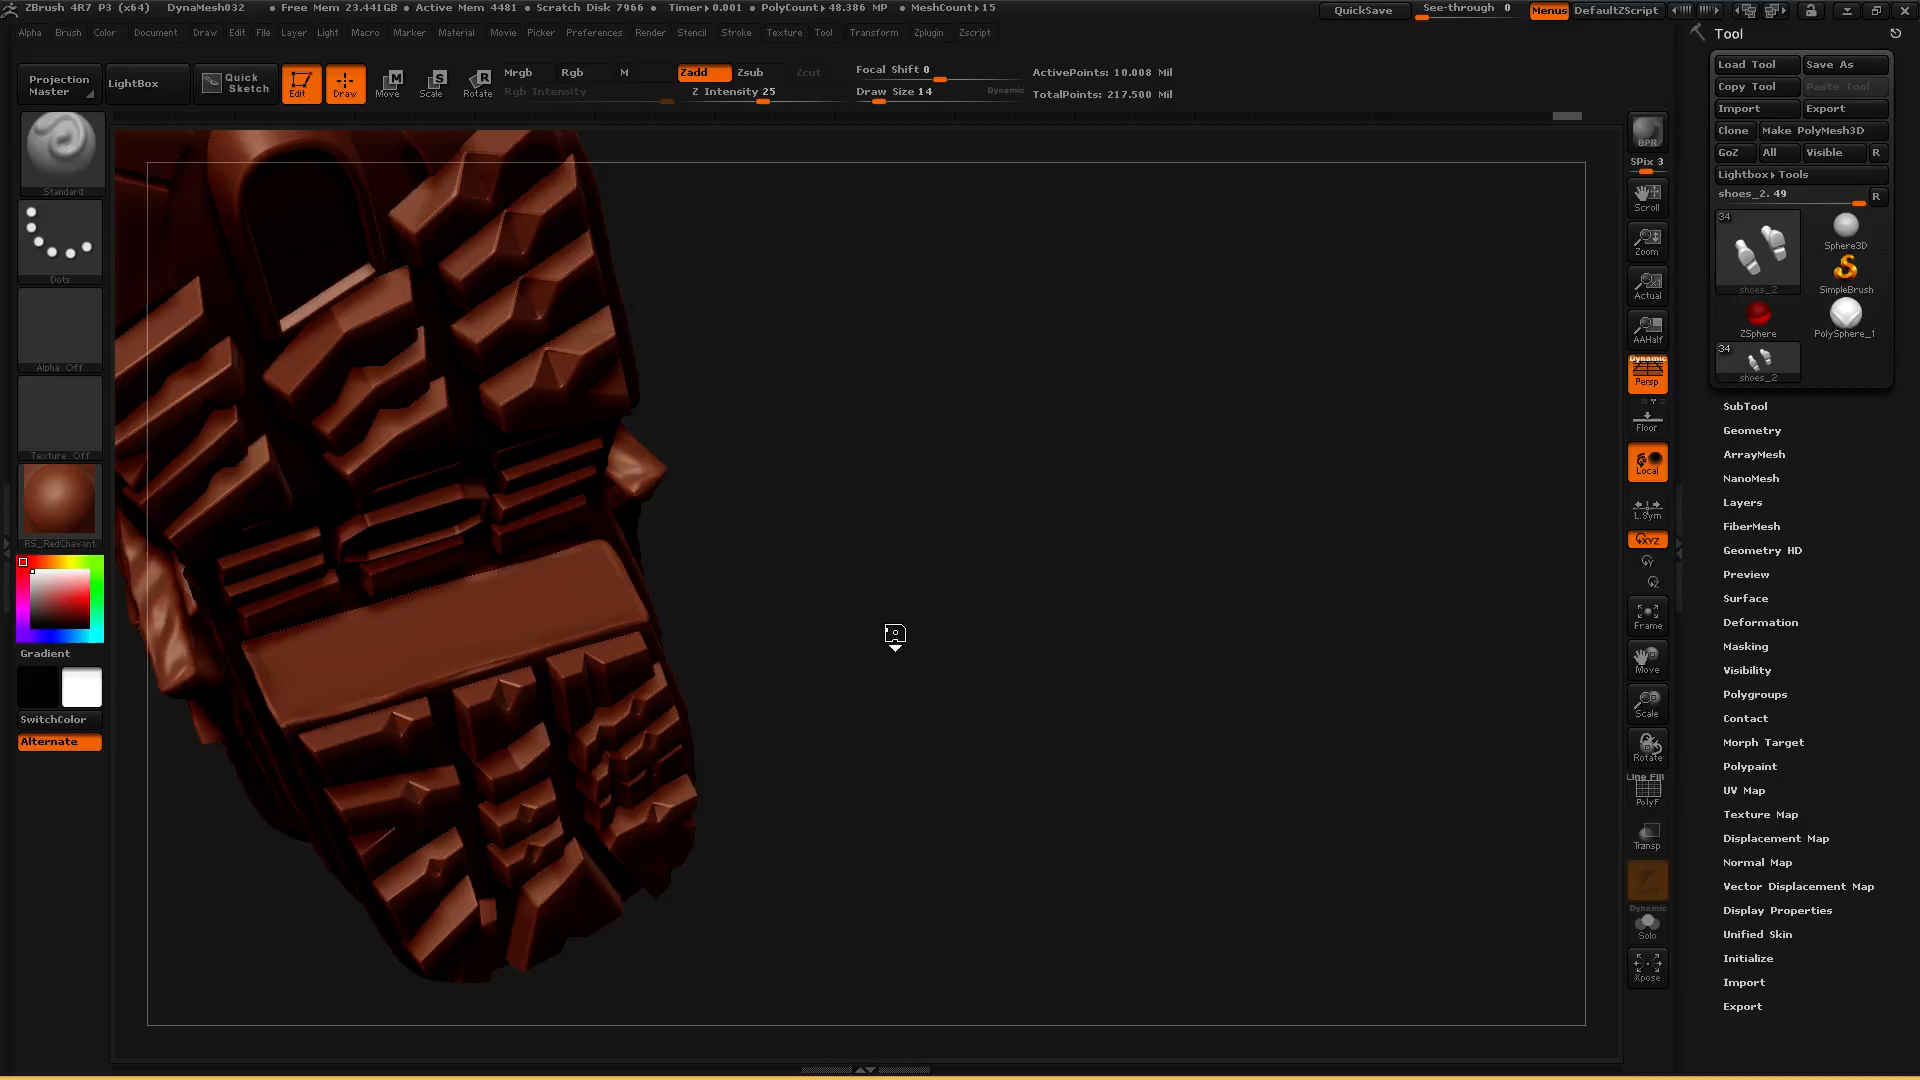 ZBrush 4R7 P3 (x64) DynaMesh032 • Free Mem 23.441GB • Active Mem 4481 • Scratch Disk 7966 • Timer▸0.001 • PolyCount▸48.386 MP • MeshCount▸15
QuickSave See-through 0 Menus DefaultZScript
Alpha Brush Color Document Draw Edit File Layer Light Macro Marker Material Movie Picker Preferences Render Stencil Stroke Texture Tool Transform Zplugin Zscript
Tool
Projection Master
LightBox
Quick Sketch
Edit
Draw
Move
Scale
Rotate
Mrgb Rgb M
Rgb Intensity
Zadd Zsub Zcut
Z Intensity 25
Focal Shift 0
Draw Size 14
Dynamic
ActivePoints: 10.008 Mil
TotalPoints: 217.500 Mil
Standard
Dots
Alpha Off
Texture Off
RS_RedChavant
Gradient
SwitchColor
Alternate
BPR
SPix 3
Scroll
Zoom
Actual
AAHalf
Dynamic
Persp
Floor
Local
L.Sym
XYZ
Frame
Move
Scale
Rotate
Line Fill
PolyF
Transp
Dynamic
Solo
Xpose
Load Tool Save As
Copy Tool Paste Tool
Import Export
Clone Make PolyMesh3D
GoZ All Visible R
Lightbox▸Tools
shoes_2. 49 R
34
shoes_2
Sphere3D
SimpleBrush
ZSphere
PolySphere_1
34
shoes_2
SubTool
Geometry
ArrayMesh
NanoMesh
Layers
FiberMesh
Geometry HD
Preview
Surface
Deformation
Masking
Visibility
Polygroups
Contact
Morph Target
Polypaint
UV Map
Texture Map
Displacement Map
Normal Map
Vector Displacement Map
Display Properties
Unified Skin
Initialize
Import
Export